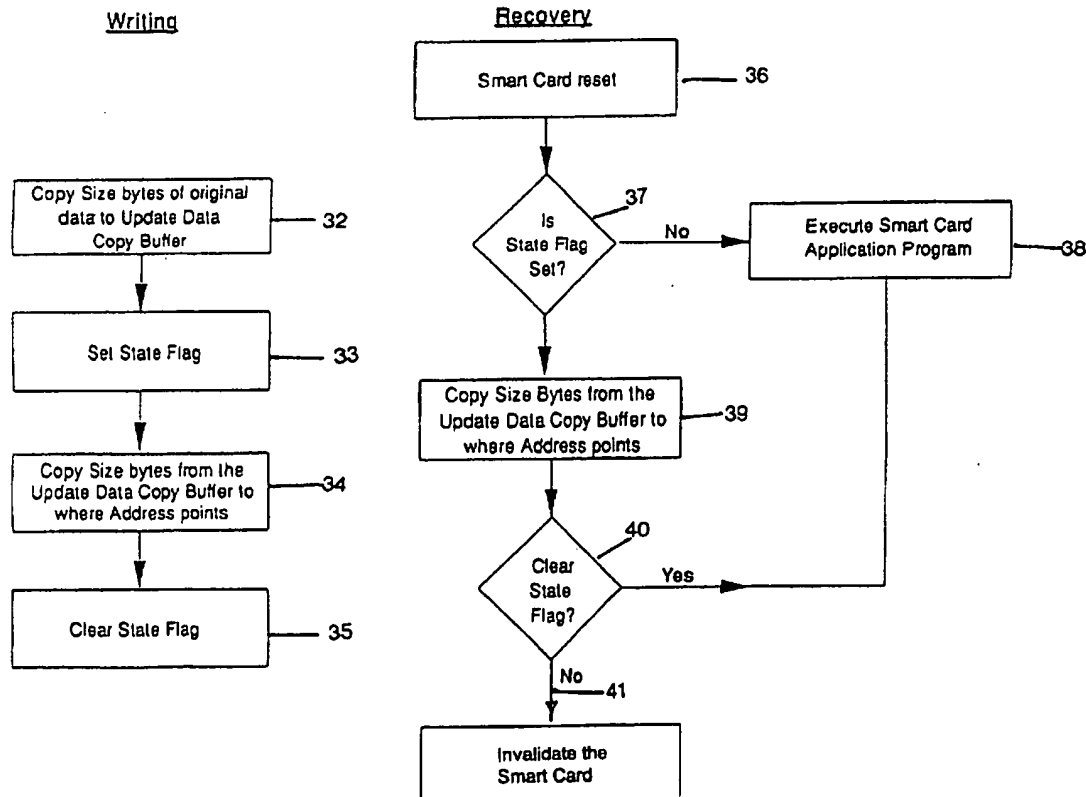 Writing
Copy Size bytes of original
data to Update Data
Copy Buffer
32
Set State Flag
33
Copy Size bytes from the
Update Data Copy Buffer to
where Address points
34
Clear State Flag
35
Recovery
Smart Card reset
36
Is
State Flag
Set?
37
No
Execute Smart Card
Application Program
38
Copy Size Bytes from the
Update Data Copy Buffer to
where Address points
39
Clear
State
Flag?
40
Yes
No
41
Invalidate the
Smart Card